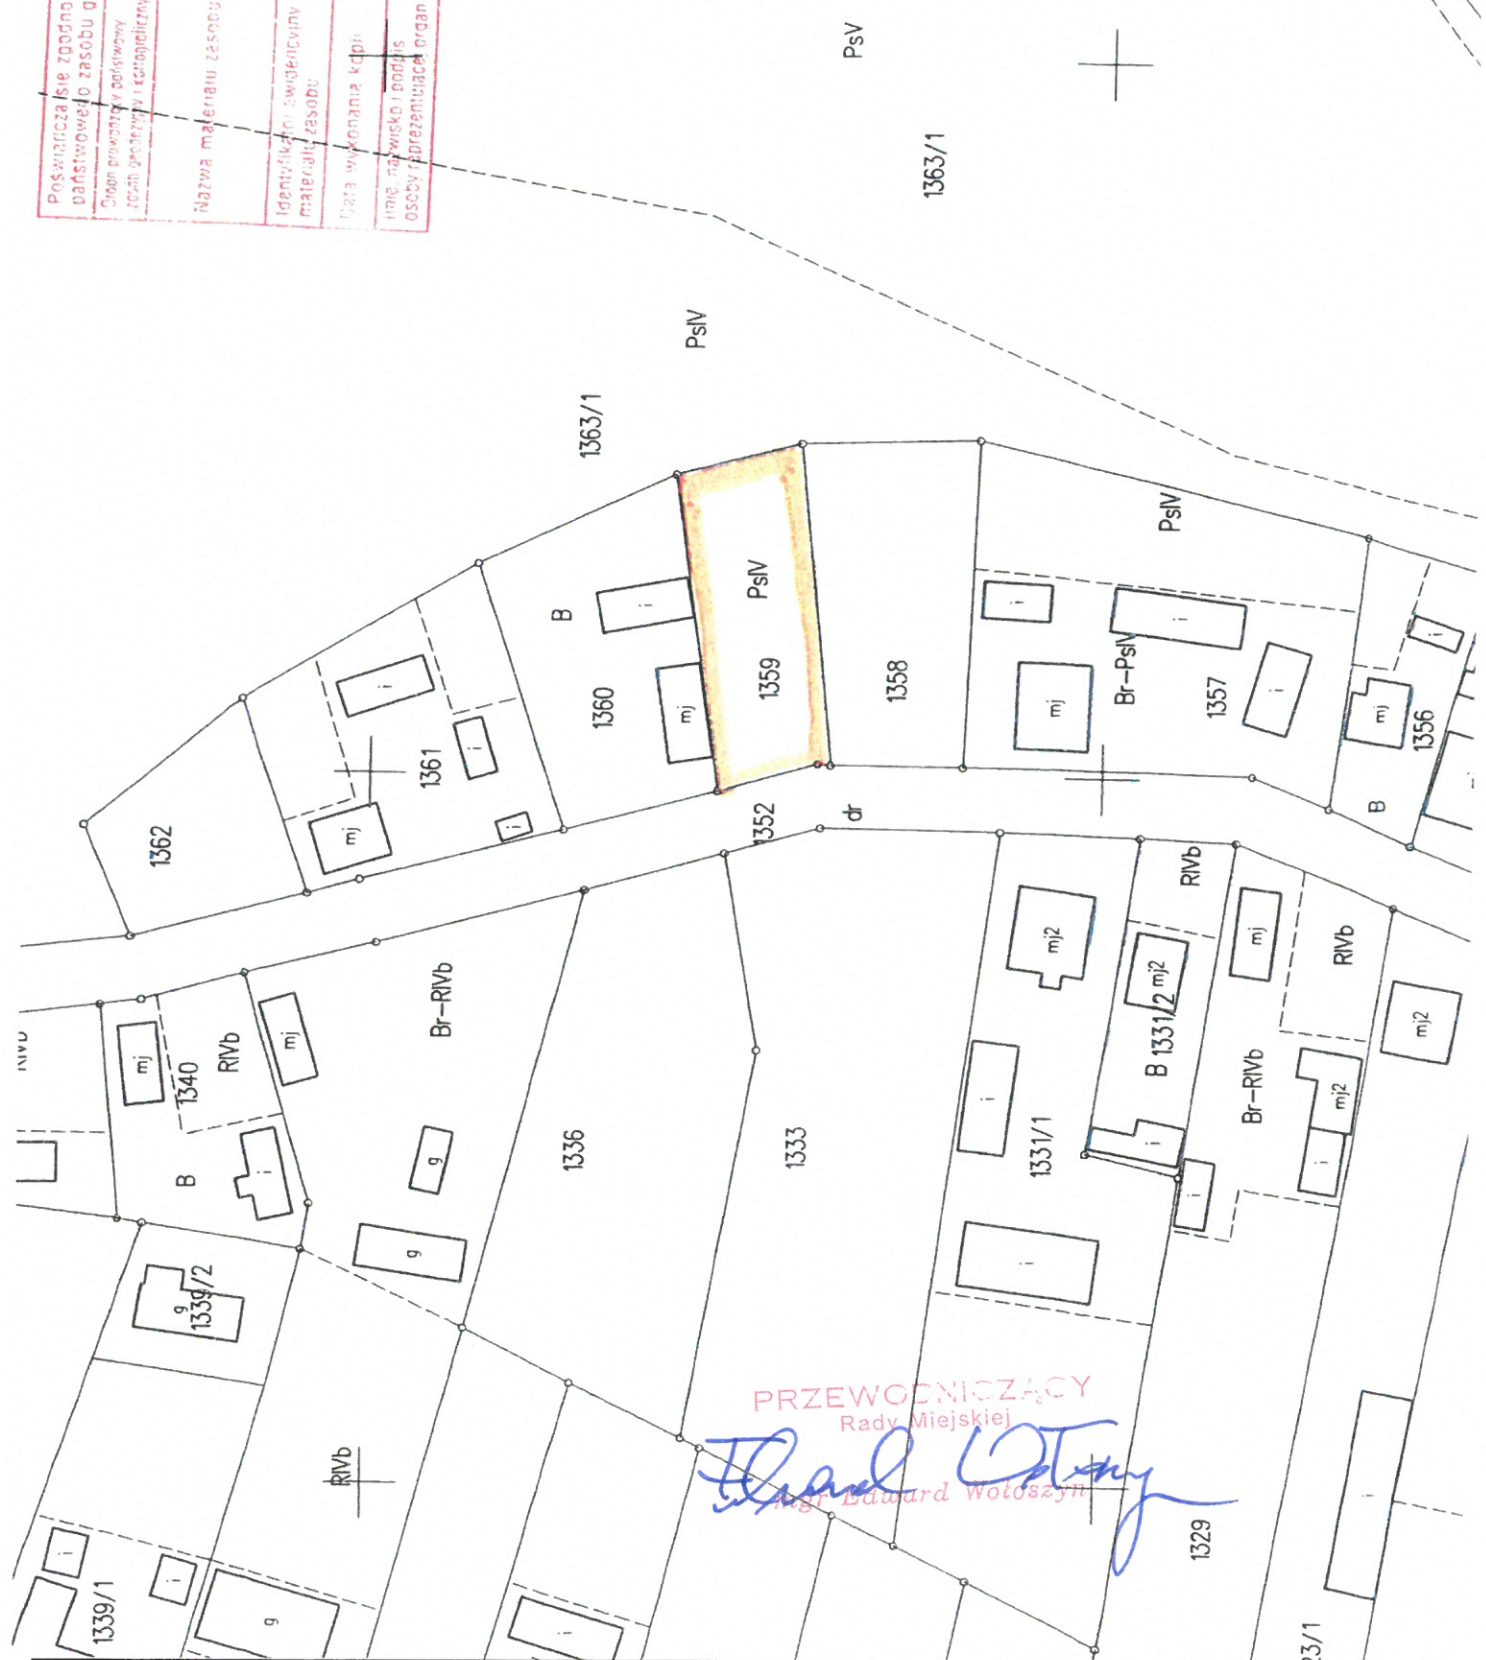 Poświadcza się zgodno
państwowego zasobu g
Organ prowadzący państwowy
zasób geodezyjny i kartograficzny
Nazwa materiału zasobu
Identyfikator ewidencyjny
materiału zasobu
Data wykonania kopii
Imię, nazwisko i podpis
osoby reprezentującej organ
PsV
1363/1
PsIV
1363/1
PsIV
1359
B
i
mj
1360
1358
PsIV
i
i
mj
Br-PsIV
1357
i
i
mj
1356
B
1362
i
i
1361
mj
i
1352
dr
RIVb
mj
1340
RIVb
mj
B
i
Br-RIVb
g
g
1336
1333
mj2
i
1331/1
i
RIVb
mj2
B 1331/2
i
mj
RIVb
Br-RIVb
mj2
mj2
i
i
g
1339/2
RIVb
i
i
1339/1
g
i
PRZEWODNICZĄCY
Rady Miejskiej
mgr Edward Wołoszyn
1329
i
23/1